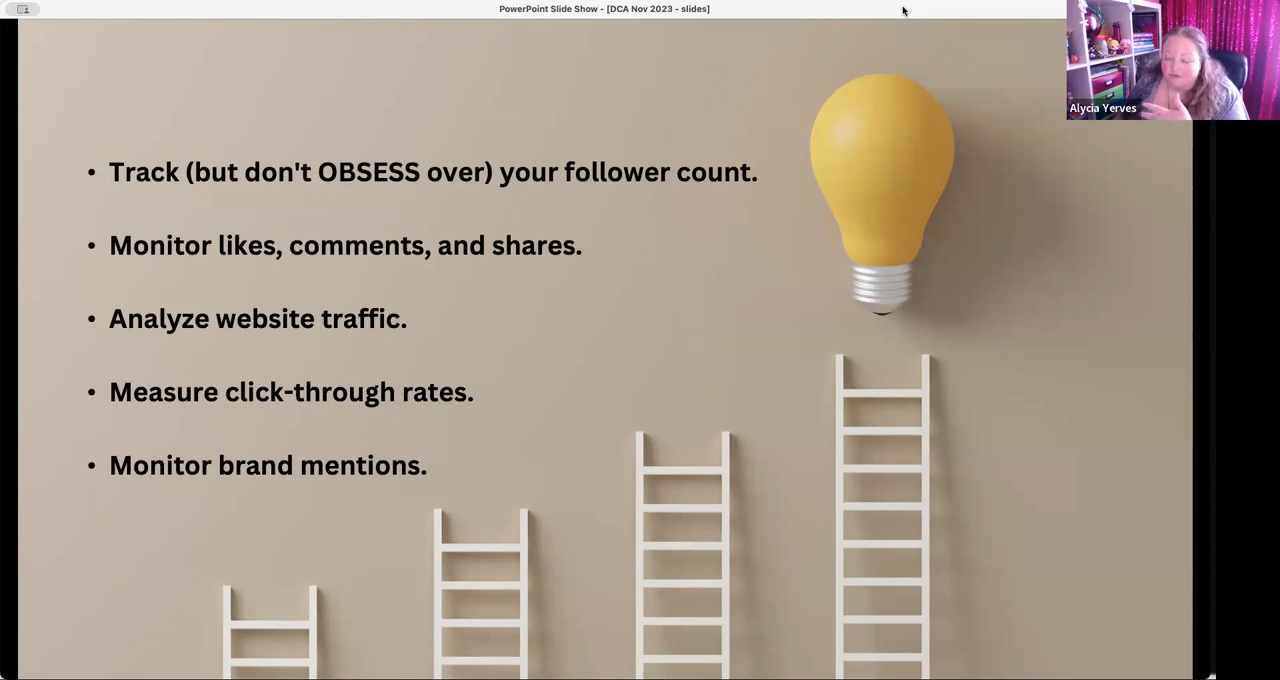 PowerPoint Slide Show - [DCA Nov 2023 - slides]
Alycia Yerves
• Track (but don't OBSESS over) your follower count.
• Monitor likes, comments, and shares.
• Analyze website traffic.
• Measure click-through rates.
• Monitor brand mentions.